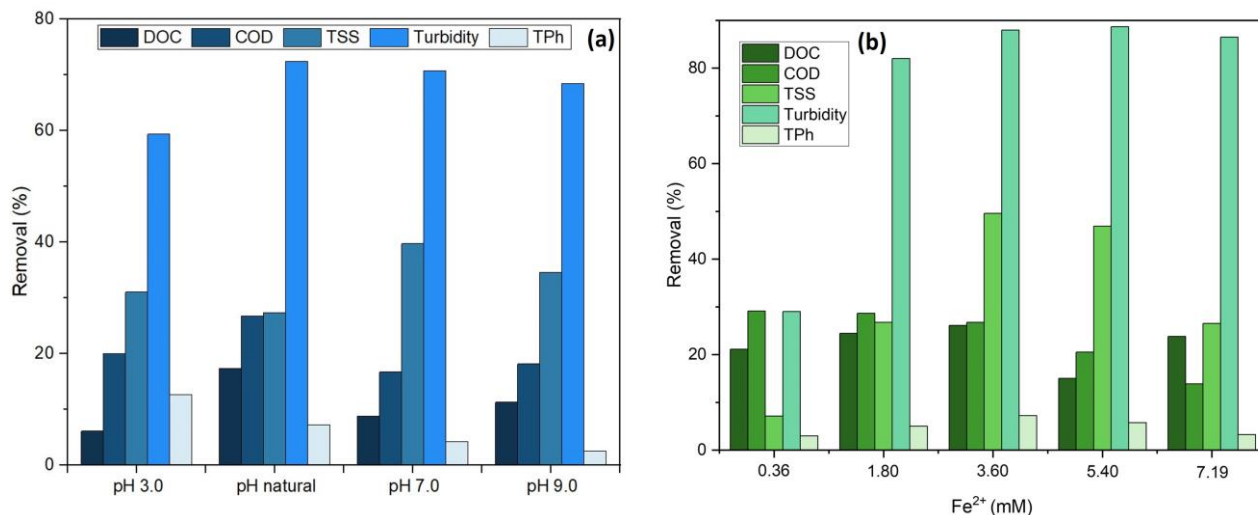 (a)
DOC COD TSS Turbidity TPh
80
60
40
20
0
Removal (%)
pH 3.0 pH natural pH 7.0 pH 9.0
(b)
DOC
COD
TSS
Turbidity
TPh
80
60
40
20
0
Removal (%)
0.36 1.80 3.60 5.40 7.19
Fe²⁺ (mM)